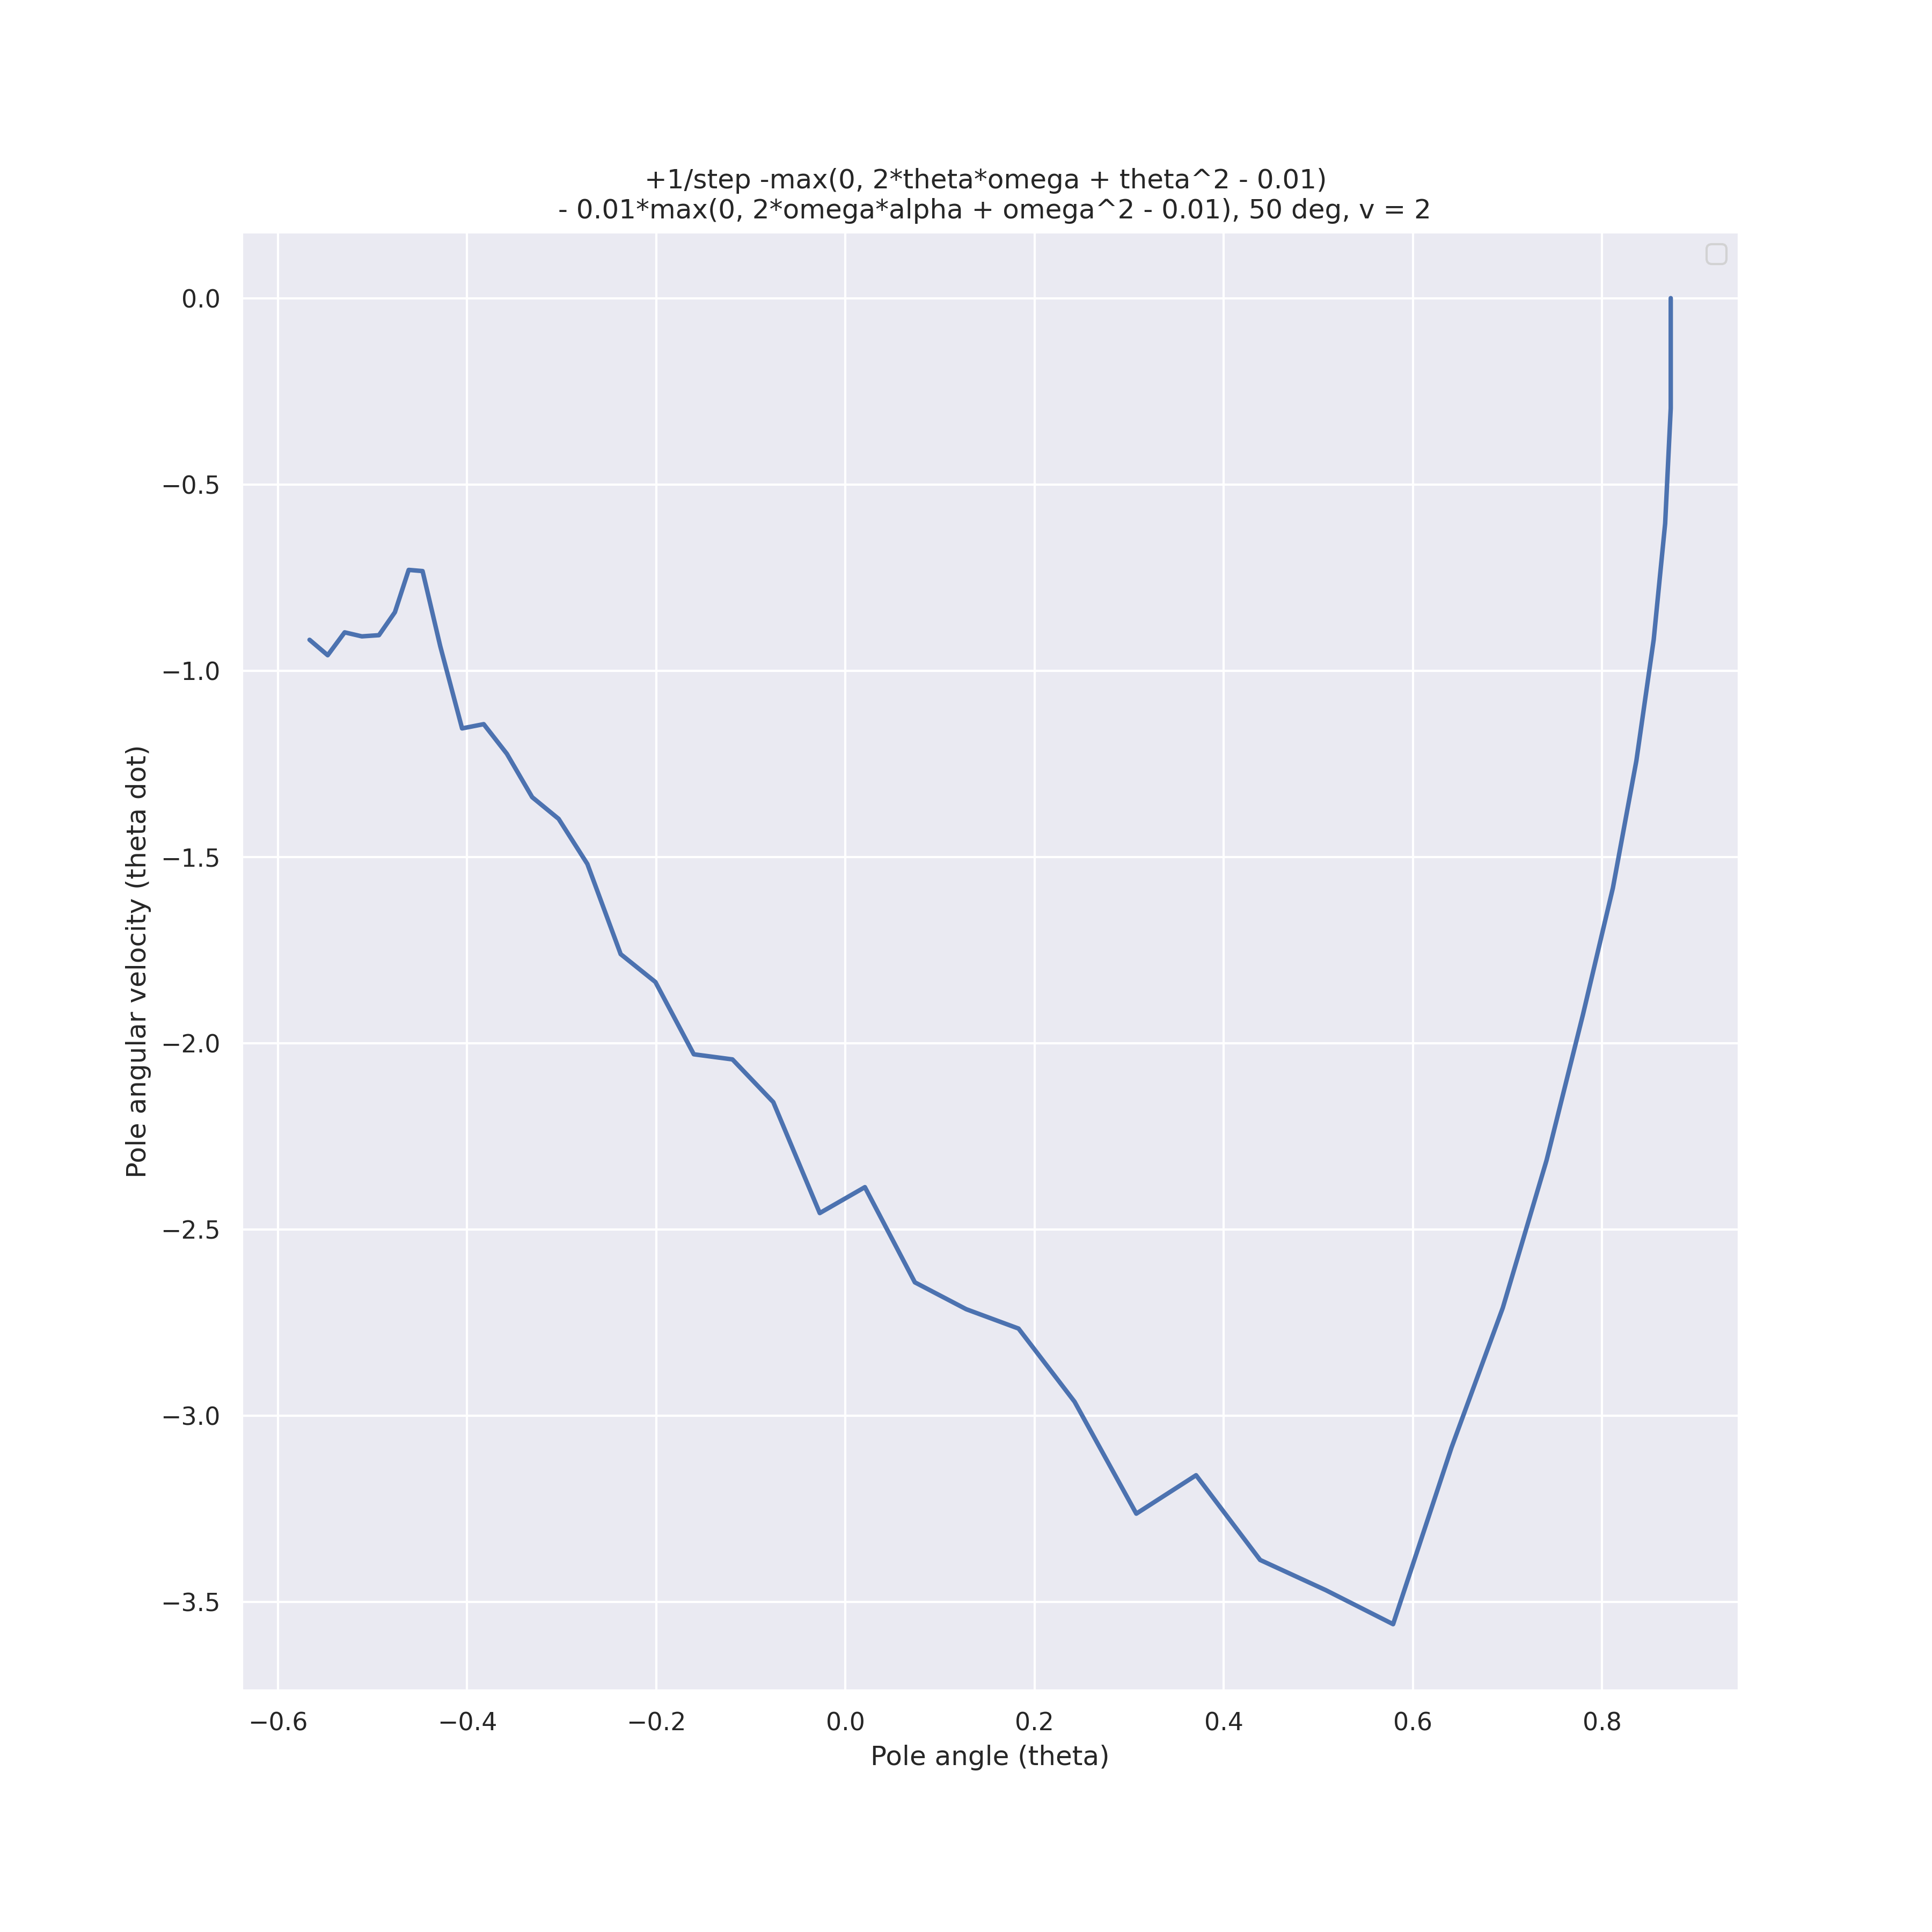 +1/step -max(0, 2*theta*omega + theta^2 - 0.01)
- 0.01*max(0, 2*omega*alpha + omega^2 - 0.01), 50 deg, v = 2
0.0
−0.5
−1.0
−1.5
−2.0
−2.5
−3.0
−3.5
Pole angular velocity (theta dot)
−0.6 −0.4 −0.2 0.0 0.2 0.4 0.6 0.8
Pole angle (theta)